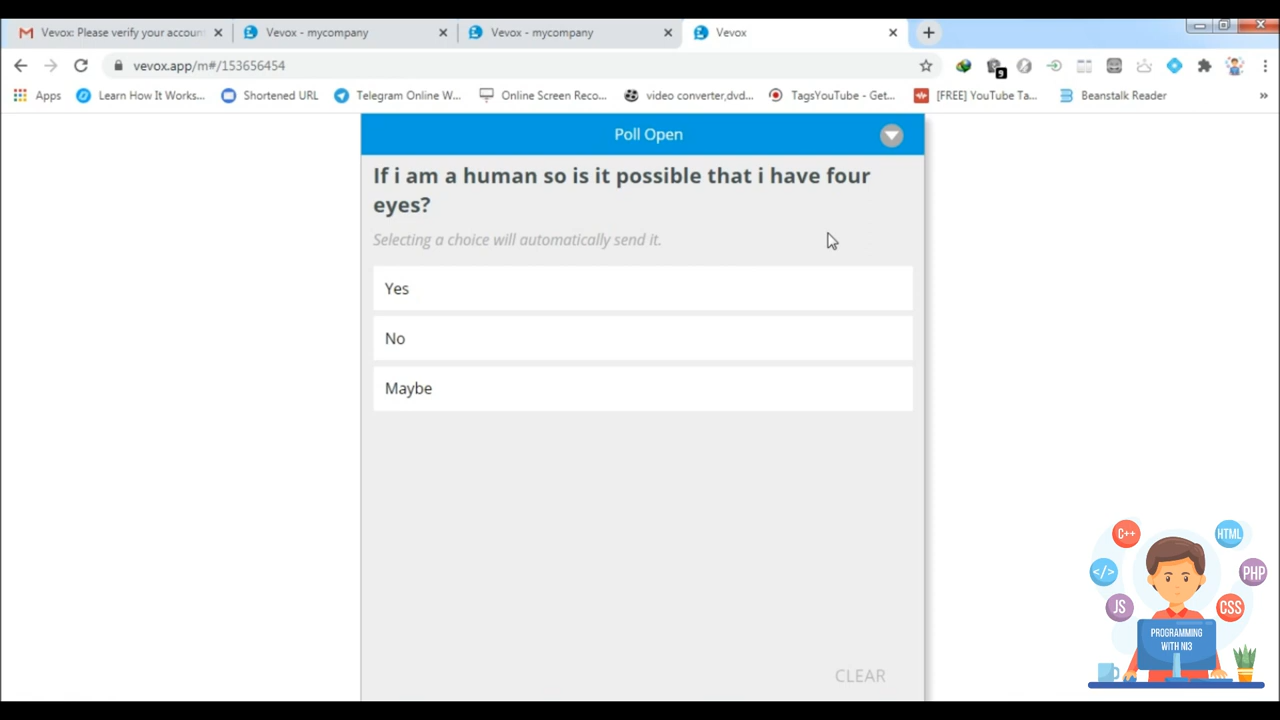 Vevox: Please verify your accoun
Vevox - mycompany
Vevox - mycompany
Vevox
vevox.app/m#/153656454
9
Apps
Learn How It Works...
Shortened URL
Telegram Online W...
Online Screen Reco...
video converter,dvd...
TagsYouTube - Get...
[FREE] YouTube Ta...
Beanstalk Reader
»
Poll Open
If i am a human so is it possible that i have four
eyes?
Selecting a choice will automatically send it.
Yes
No
Maybe
CLEAR
C++
HTML
</>
PHP
JS
CSS
PROGRAMMING
WITH NI3